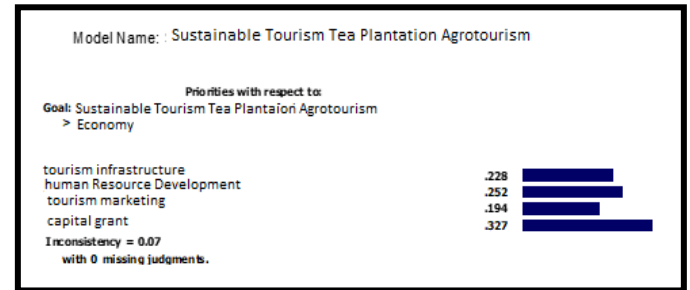 Model Name: : Sustainable Tourism Tea Plantation Agrotourism
Priorities with respect to:
Goal: Sustainable Tourism Tea Plantaion Agrotourism
> Economy
tourism infrastructure .228
human Resource Development .252
tourism marketing .194
capital grant .327
Inconsistency = 0.07
with 0 missing judgments.